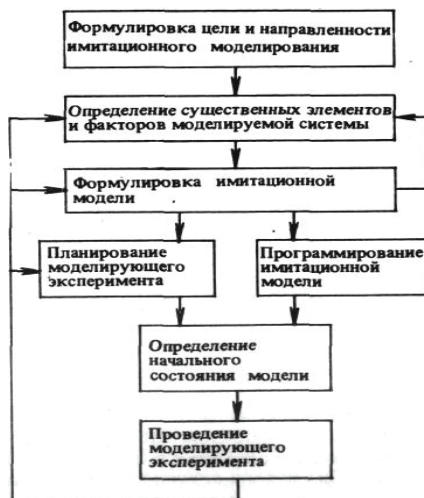 Формулировка цели и направленности
имитационного моделирования
Определение существенных элементов
и факторов моделируемой системы
Формулировка имитационной
модели
Планирование
моделирующего
эксперимента
Программирование
имитационной
модели
Определение
начального
состояния модели
Проведение
моделирующего
эксперимента